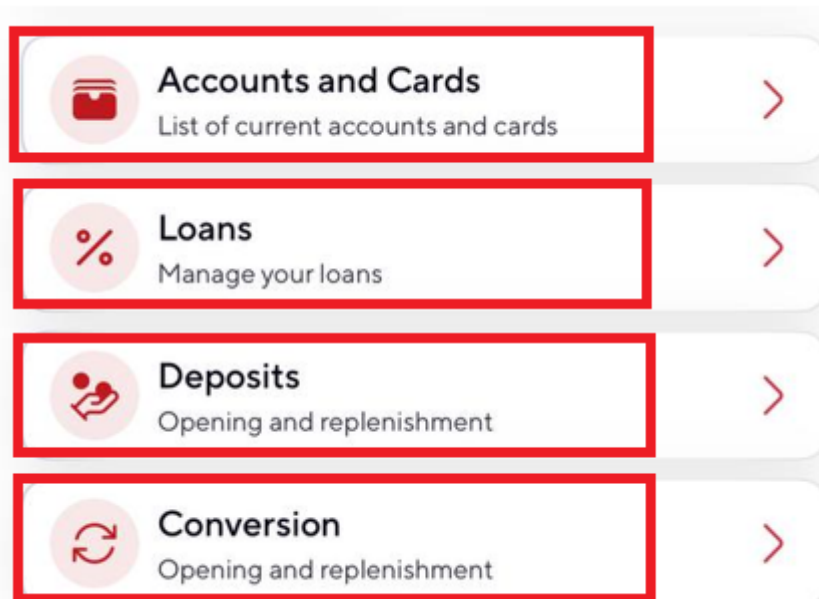 Accounts and Cards
List of current accounts and cards
Loans
Manage your loans
Deposits
Opening and replenishment
Conversion
Opening and replenishment